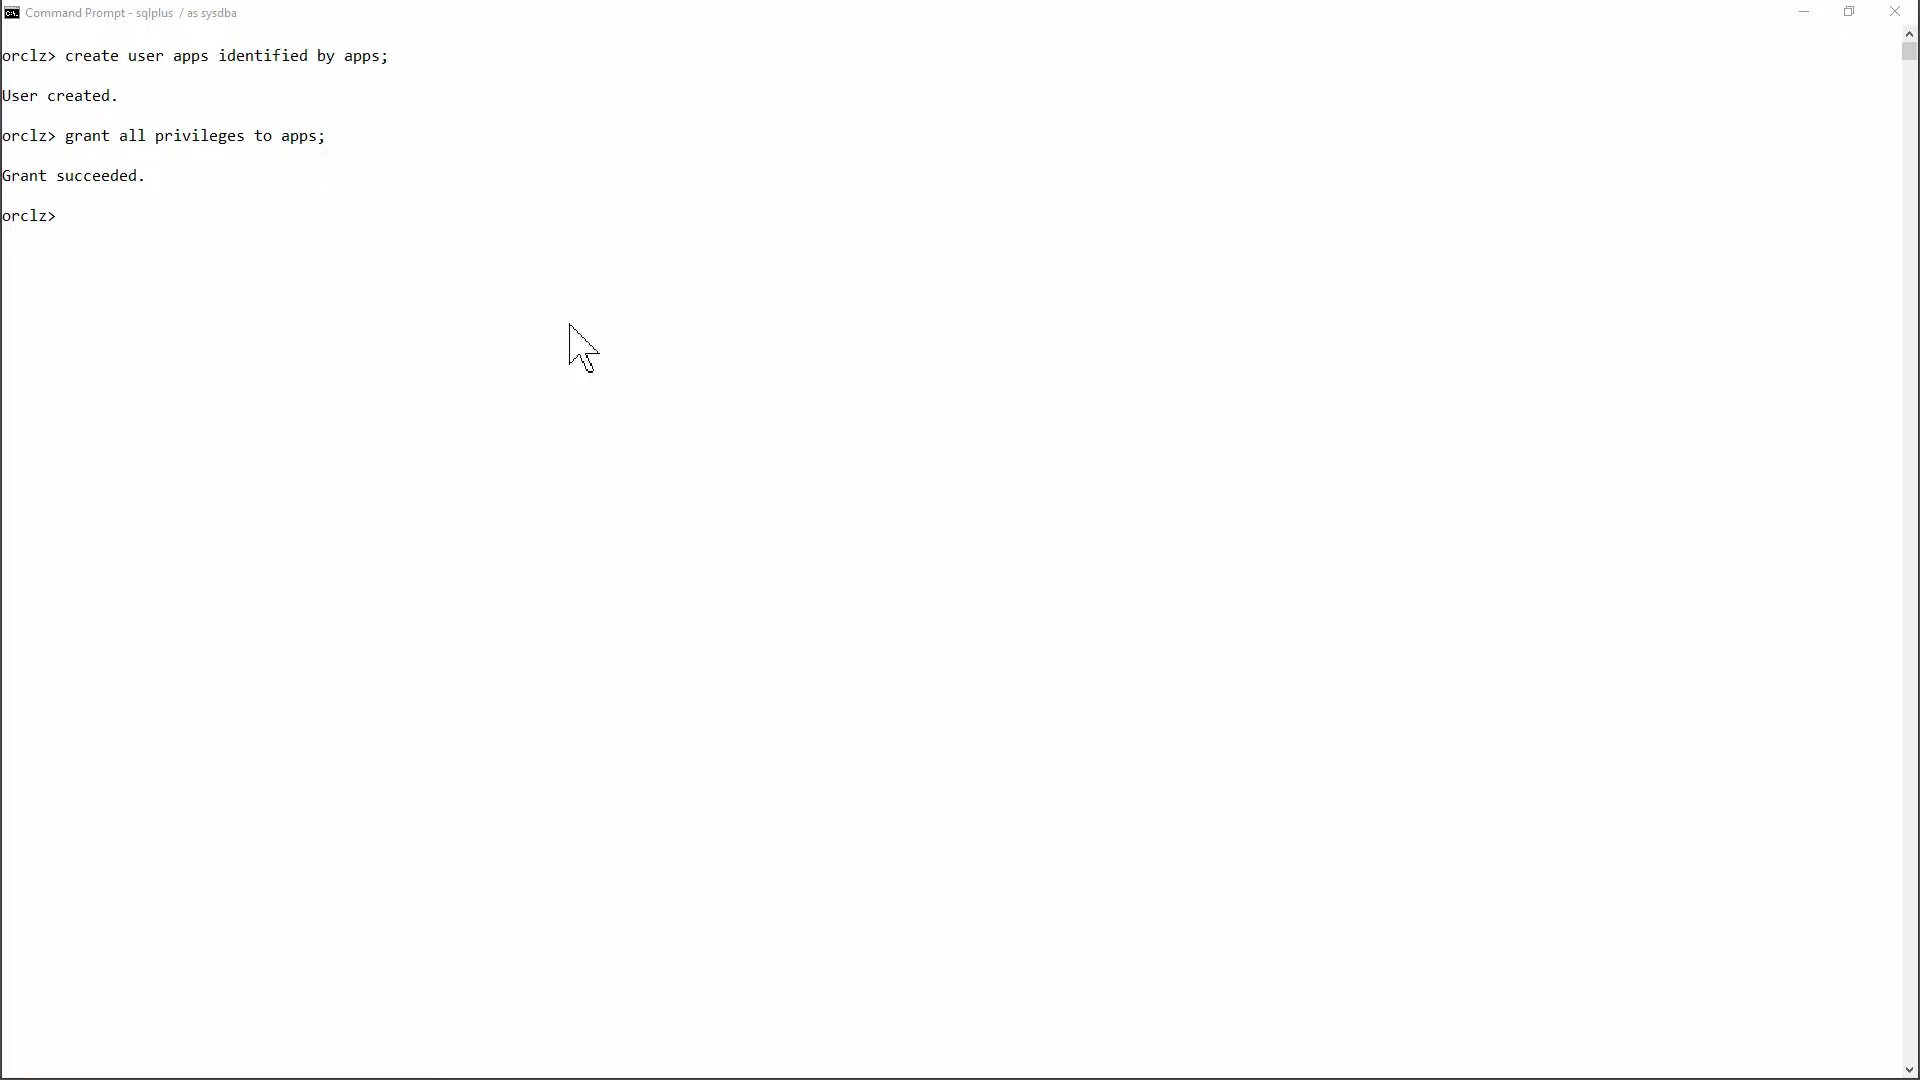 Command Prompt - sqlplus / as sysdba
orclz> create user apps identified by apps;
User created.
orclz> grant all privileges to apps;
Grant succeeded.
orclz>